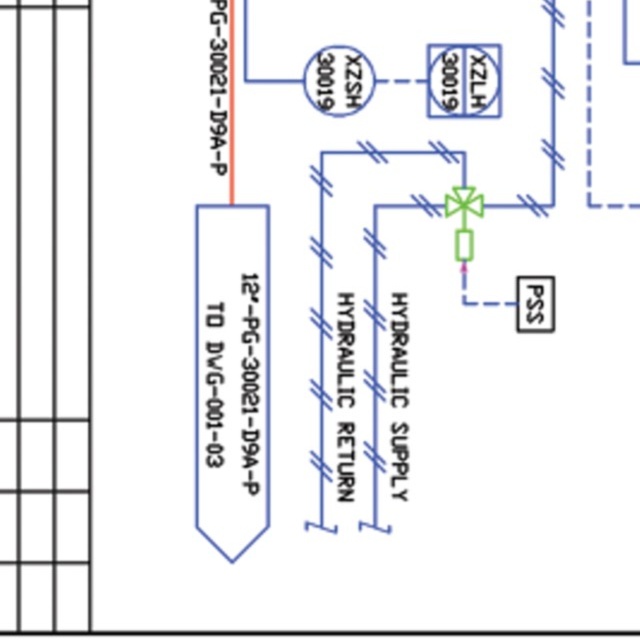 PG-30021-D9A-P
XZSH
30019
XZLH
30019
PSS
HYDRAULIC SUPPLY
HYDRAULIC RETURN
12"-PG-30021-D9A-P
TO DWG-001-03